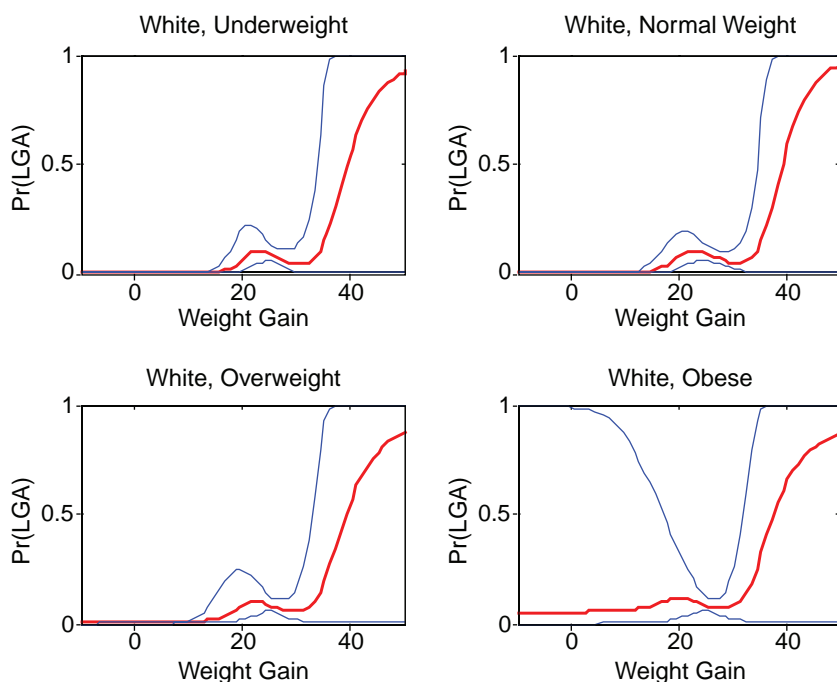 White, Underweight
1
0.5
0
Pr(LGA)
0 20 40
Weight Gain
White, Normal Weight
1
0.5
0
Pr(LGA)
0 20 40
Weight Gain
White, Overweight
1
0.5
0
Pr(LGA)
0 20 40
Weight Gain
White, Obese
1
0.5
0
Pr(LGA)
0 20 40
Weight Gain